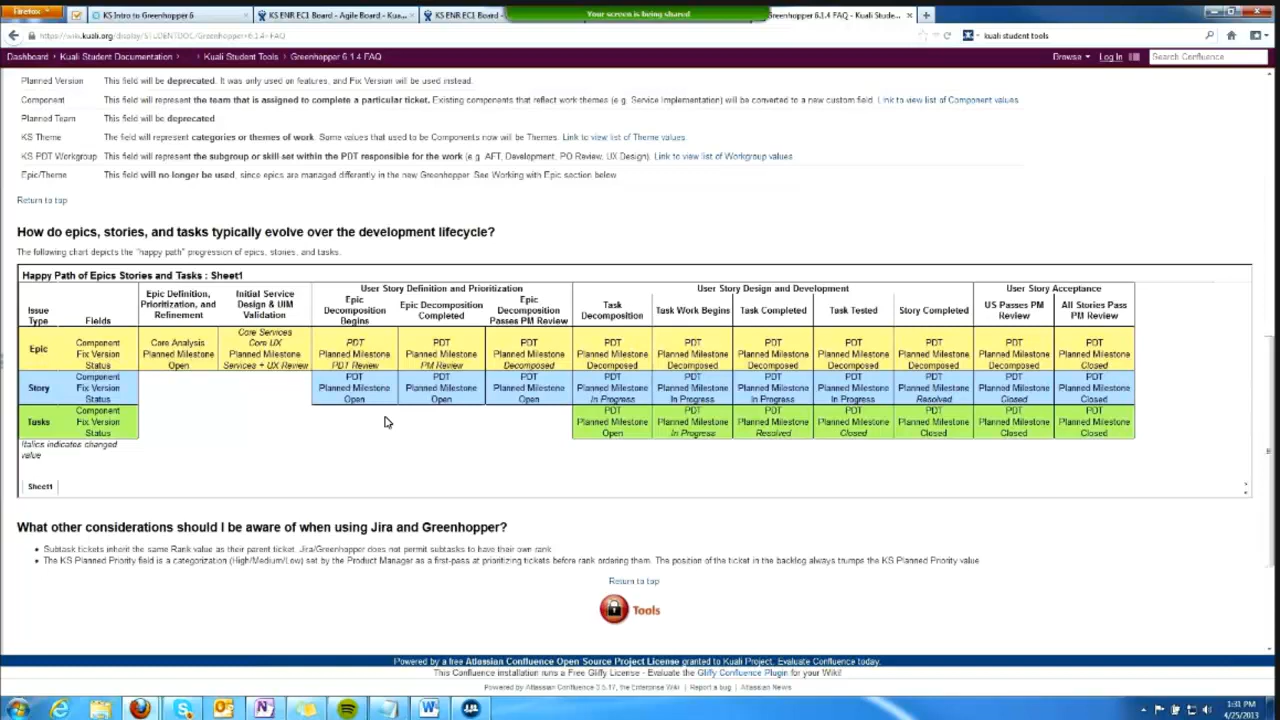 Firefox
KS Intro to Greenhopper 6
KS ENR EC1 Board - Agile Board - Kua...
KS ENR EC1 Board -
Your screen is being shared
Greenhopper 6.1.4 FAQ - Kuali Stude...
https://wiki.kuali.org/display/STUDENTDOC/Greenhopper+6.1.4+FAQ
kuali student tools
Dashboard
Kuali Student Documentation
Kuali Student Tools
Greenhopper 6.1.4 FAQ
Browse
Log In
Search Confluence
Planned Version This field will be deprecated. It was only used on features, and Fix Version will be used instead.
Component This field will represent the team that is assigned to complete a particular ticket. Existing components that reflect work themes (e.g. Service Implementation) will be converted to a new custom field. Link to view list of Component values.
Planned Team This field will be deprecated.
KS Theme The field will represent categories or themes of work. Some values that used to be Components now will be Themes. Link to view list of Theme values.
KS PDT Workgroup This field will represent the subgroup or skill set within the PDT responsible for the work (e.g. AFT, Development, PO Review, UX Design). Link to view list of Workgroup values
Epic/Theme This field will no longer be used, since epics are managed differently in the new Greenhopper. See Working with Epic section below
Return to top
How do epics, stories, and tasks typically evolve over the development lifecycle?
The following chart depicts the "happy path" progression of epics, stories, and tasks.
Happy Path of Epics Stories and Tasks : Sheet1
User Story Definition and Prioritization User Story Design and Development User Story Acceptance
Issue Type
Fields
Epic Definition, Prioritization, and Refinement
Initial Service Design & UIM Validation
Epic Decomposition Begins
Epic Decomposition Completed
Epic Decomposition Passes PM Review
Task Decomposition
Task Work Begins
Task Completed
Task Tested
Story Completed
US Passes PM Review
All Stories Pass PM Review
Epic
Component Core Analysis Core Services Core UX PDT PDT PDT PDT PDT PDT PDT PDT PDT PDT
Fix Version Planned Milestone Planned Milestone Planned Milestone Planned Milestone Planned Milestone Planned Milestone Planned Milestone Planned Milestone Planned Milestone Planned Milestone Planned Milestone Planned Milestone
Status Open Services + UX Review PDT Review PM Review Decomposed Decomposed Decomposed Decomposed Decomposed Decomposed Decomposed Closed
Story
Component PDT PDT PDT PDT PDT PDT PDT PDT PDT PDT
Fix Version Planned Milestone Planned Milestone Planned Milestone Planned Milestone Planned Milestone Planned Milestone Planned Milestone Planned Milestone Planned Milestone Planned Milestone
Status Open Open Open In Progress In Progress In Progress In Progress Resolved Closed Closed
Tasks
Component PDT PDT PDT PDT PDT PDT PDT
Fix Version Planned Milestone Planned Milestone Planned Milestone Planned Milestone Planned Milestone Planned Milestone Planned Milestone
Status Open In Progress Resolved Closed Closed Closed Closed
Italics indicates changed
value
Sheet1
What other considerations should I be aware of when using Jira and Greenhopper?
Subtask tickets inherit the same Rank value as their parent ticket. Jira/Greenhopper does not permit subtasks to have their own rank
The KS Planned Priority field is a categorization (High/Medium/Low) set by the Product Manager as a first-pass at prioritizing tickets before rank ordering them. The position of the ticket in the backlog always trumps the KS Planned Priority value
Return to top
Tools
Powered by a free Atlassian Confluence Open Source Project License granted to Kuali Project. Evaluate Confluence today.
This Confluence installation runs a Free Gliffy License - Evaluate the Gliffy Confluence Plugin for your Wiki!
Powered by Atlassian Confluence 3.5.17, the Enterprise Wiki | Report a bug | Atlassian News
1:31 PM
4/25/2013